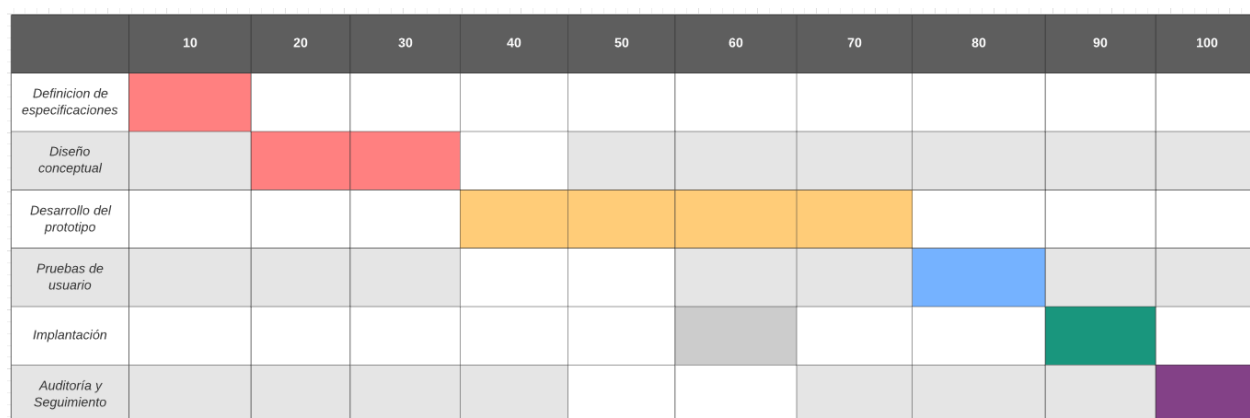 10 20 30 40 50 60 70 80 90 100
Definicion de
especificaciones
Diseño
conceptual
Desarrollo del
prototipo
Pruebas de
usuario
Implantación
Auditoría y
Seguimiento